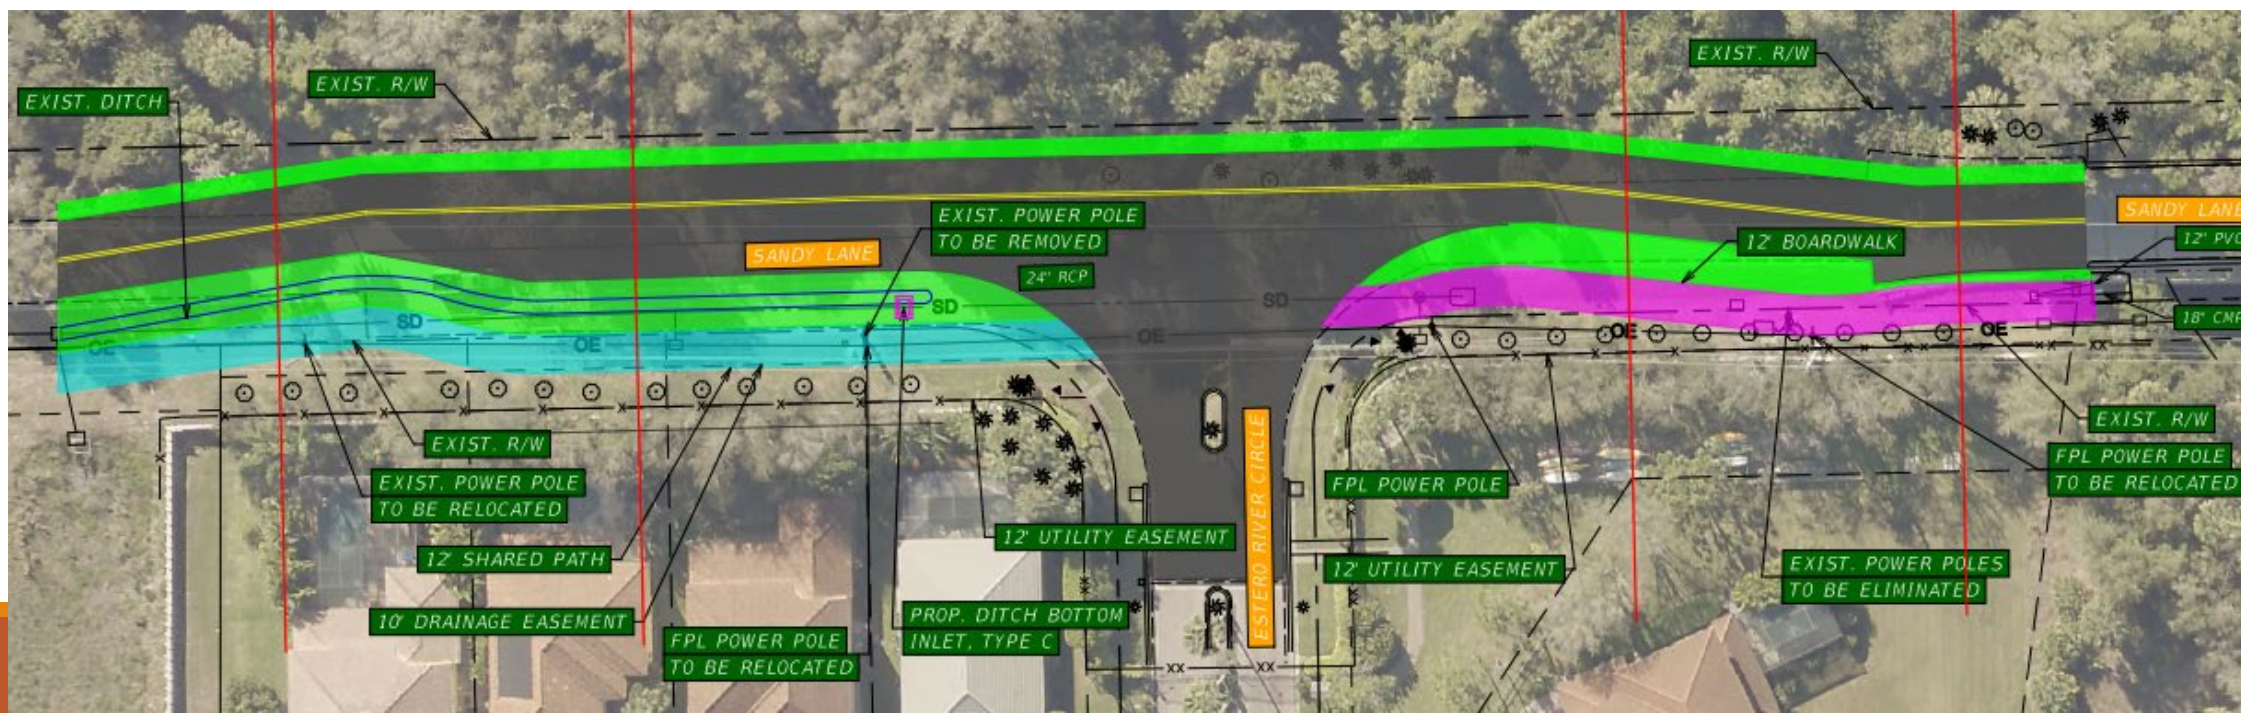 EXIST. R/W
EXIST. R/W
EXIST. DITCH
EXIST. POWER POLE
TO BE REMOVED
SANDY LANE
SANDY LANE
12' BOARDWALK
12" PVC
24" RCP
SD
SD
SD
18" CMP
OE
OE
OE
OE
OE
EXIST. R/W
EXIST. R/W
EXIST. POWER POLE
TO BE RELOCATED
FPL POWER POLE
FPL POWER POLE
TO BE RELOCATED
12' UTILITY EASEMENT
ESTERO RIVER CIRCLE
12' SHARED PATH
12' UTILITY EASEMENT
EXIST. POWER POLES
TO BE ELIMINATED
10' DRAINAGE EASEMENT
PROP. DITCH BOTTOM
INLET, TYPE C
FPL POWER POLE
TO BE RELOCATED